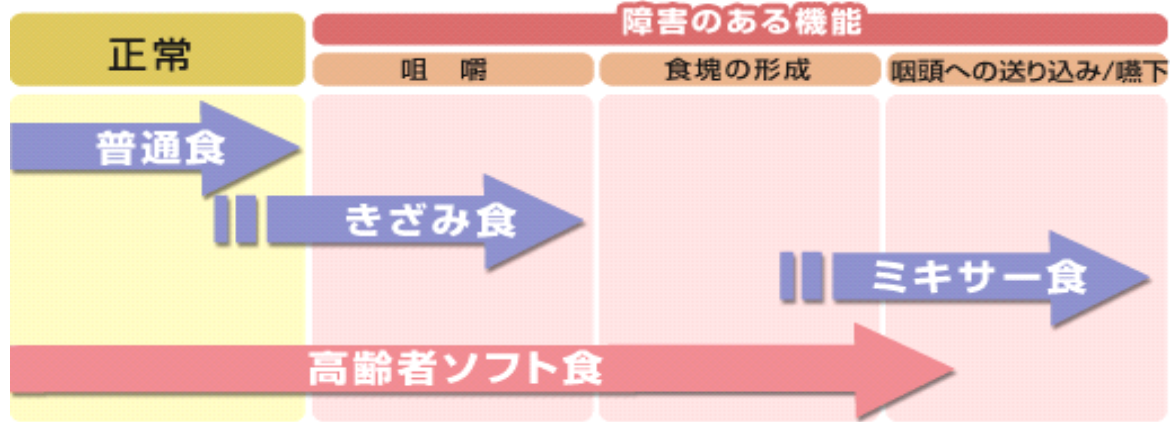 正常
障害のある機能
咀 嚼
食塊の形成
咽頭への送り込み/嚥下
普通食
きざみ食
ミキサー食
高齢者ソフト食